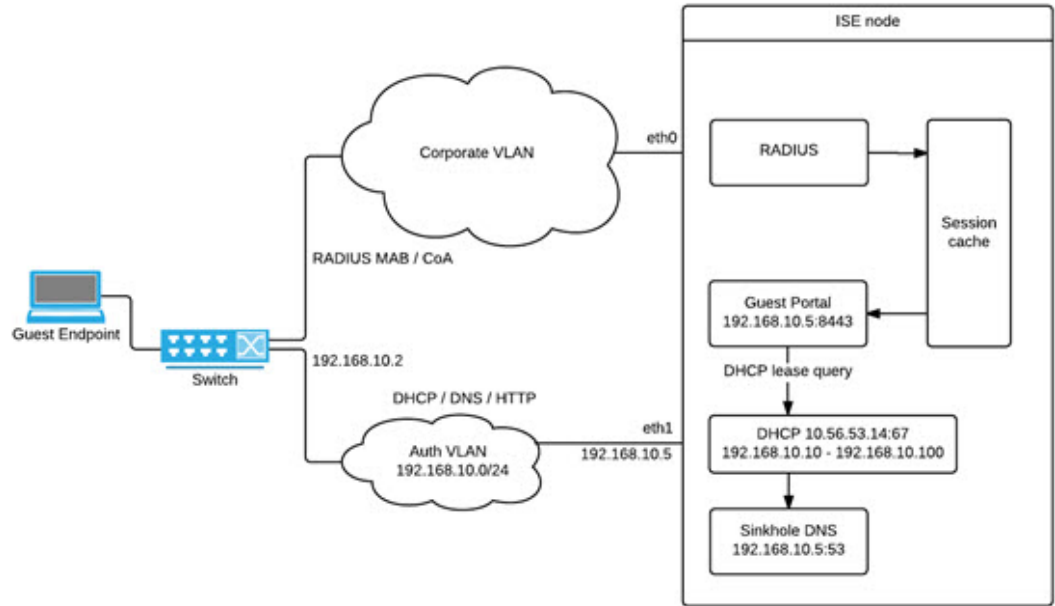 ISE node
Corporate VLAN
eth0
RADIUS
Session
cache
RADIUS MAB / CoA
Guest Endpoint
Guest Portal
192.168.10.5:8443
192.168.10.2
Switch
DHCP lease query
DHCP / DNS / HTTP
eth1
192.168.10.5
Auth VLAN
192.168.10.0/24
DHCP 10.56.53.14:67
192.168.10.10 - 192.168.10.100
Sinkhole DNS
192.168.10.5:53